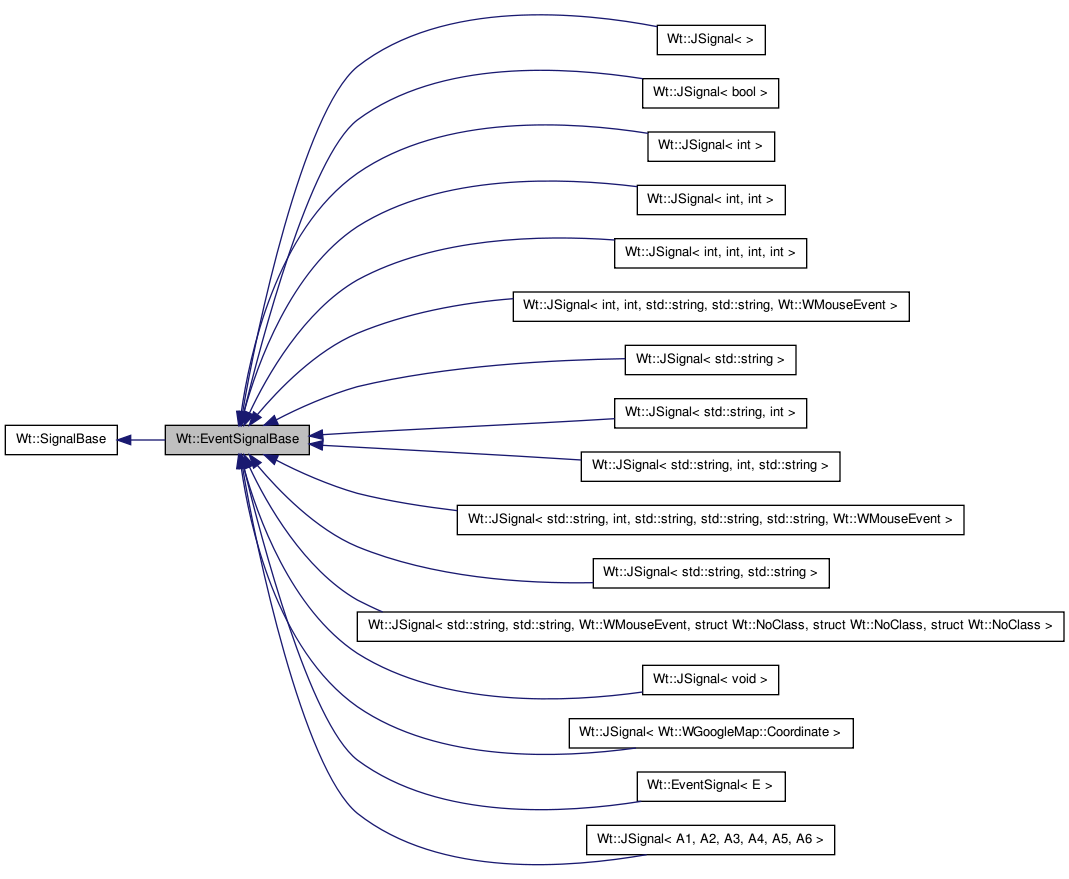 Wt::JSignal< >
Wt::JSignal< bool >
Wt::JSignal< int >
Wt::JSignal< int, int >
Wt::JSignal< int, int, int, int >
Wt::JSignal< int, int, std::string, std::string, Wt::WMouseEvent >
Wt::JSignal< std::string >
Wt::JSignal< std::string, int >
Wt::SignalBase
Wt::EventSignalBase
Wt::JSignal< std::string, int, std::string >
Wt::JSignal< std::string, int, std::string, std::string, std::string, Wt::WMouseEvent >
Wt::JSignal< std::string, std::string >
Wt::JSignal< std::string, std::string, Wt::WMouseEvent, struct Wt::NoClass, struct Wt::NoClass, struct Wt::NoClass >
Wt::JSignal< void >
Wt::JSignal< Wt::WGoogleMap::Coordinate >
Wt::EventSignal< E >
Wt::JSignal< A1, A2, A3, A4, A5, A6 >